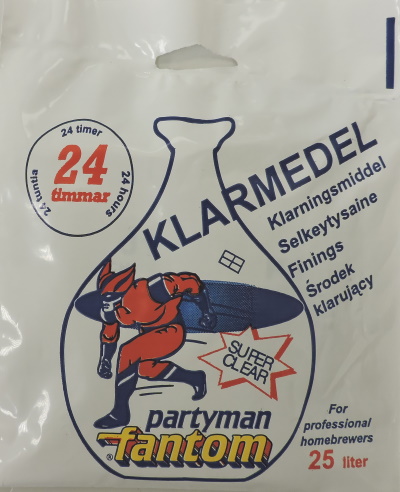 24 timer
24
timmar
24 tuntia
24 hours
KLARMEDEL
Klarningsmiddel
Selkeytysaine
Finings
Środek
klarujący
SUPER
CLEAR
partyman
fantom
®
For
professional
homebrewers
25 liter